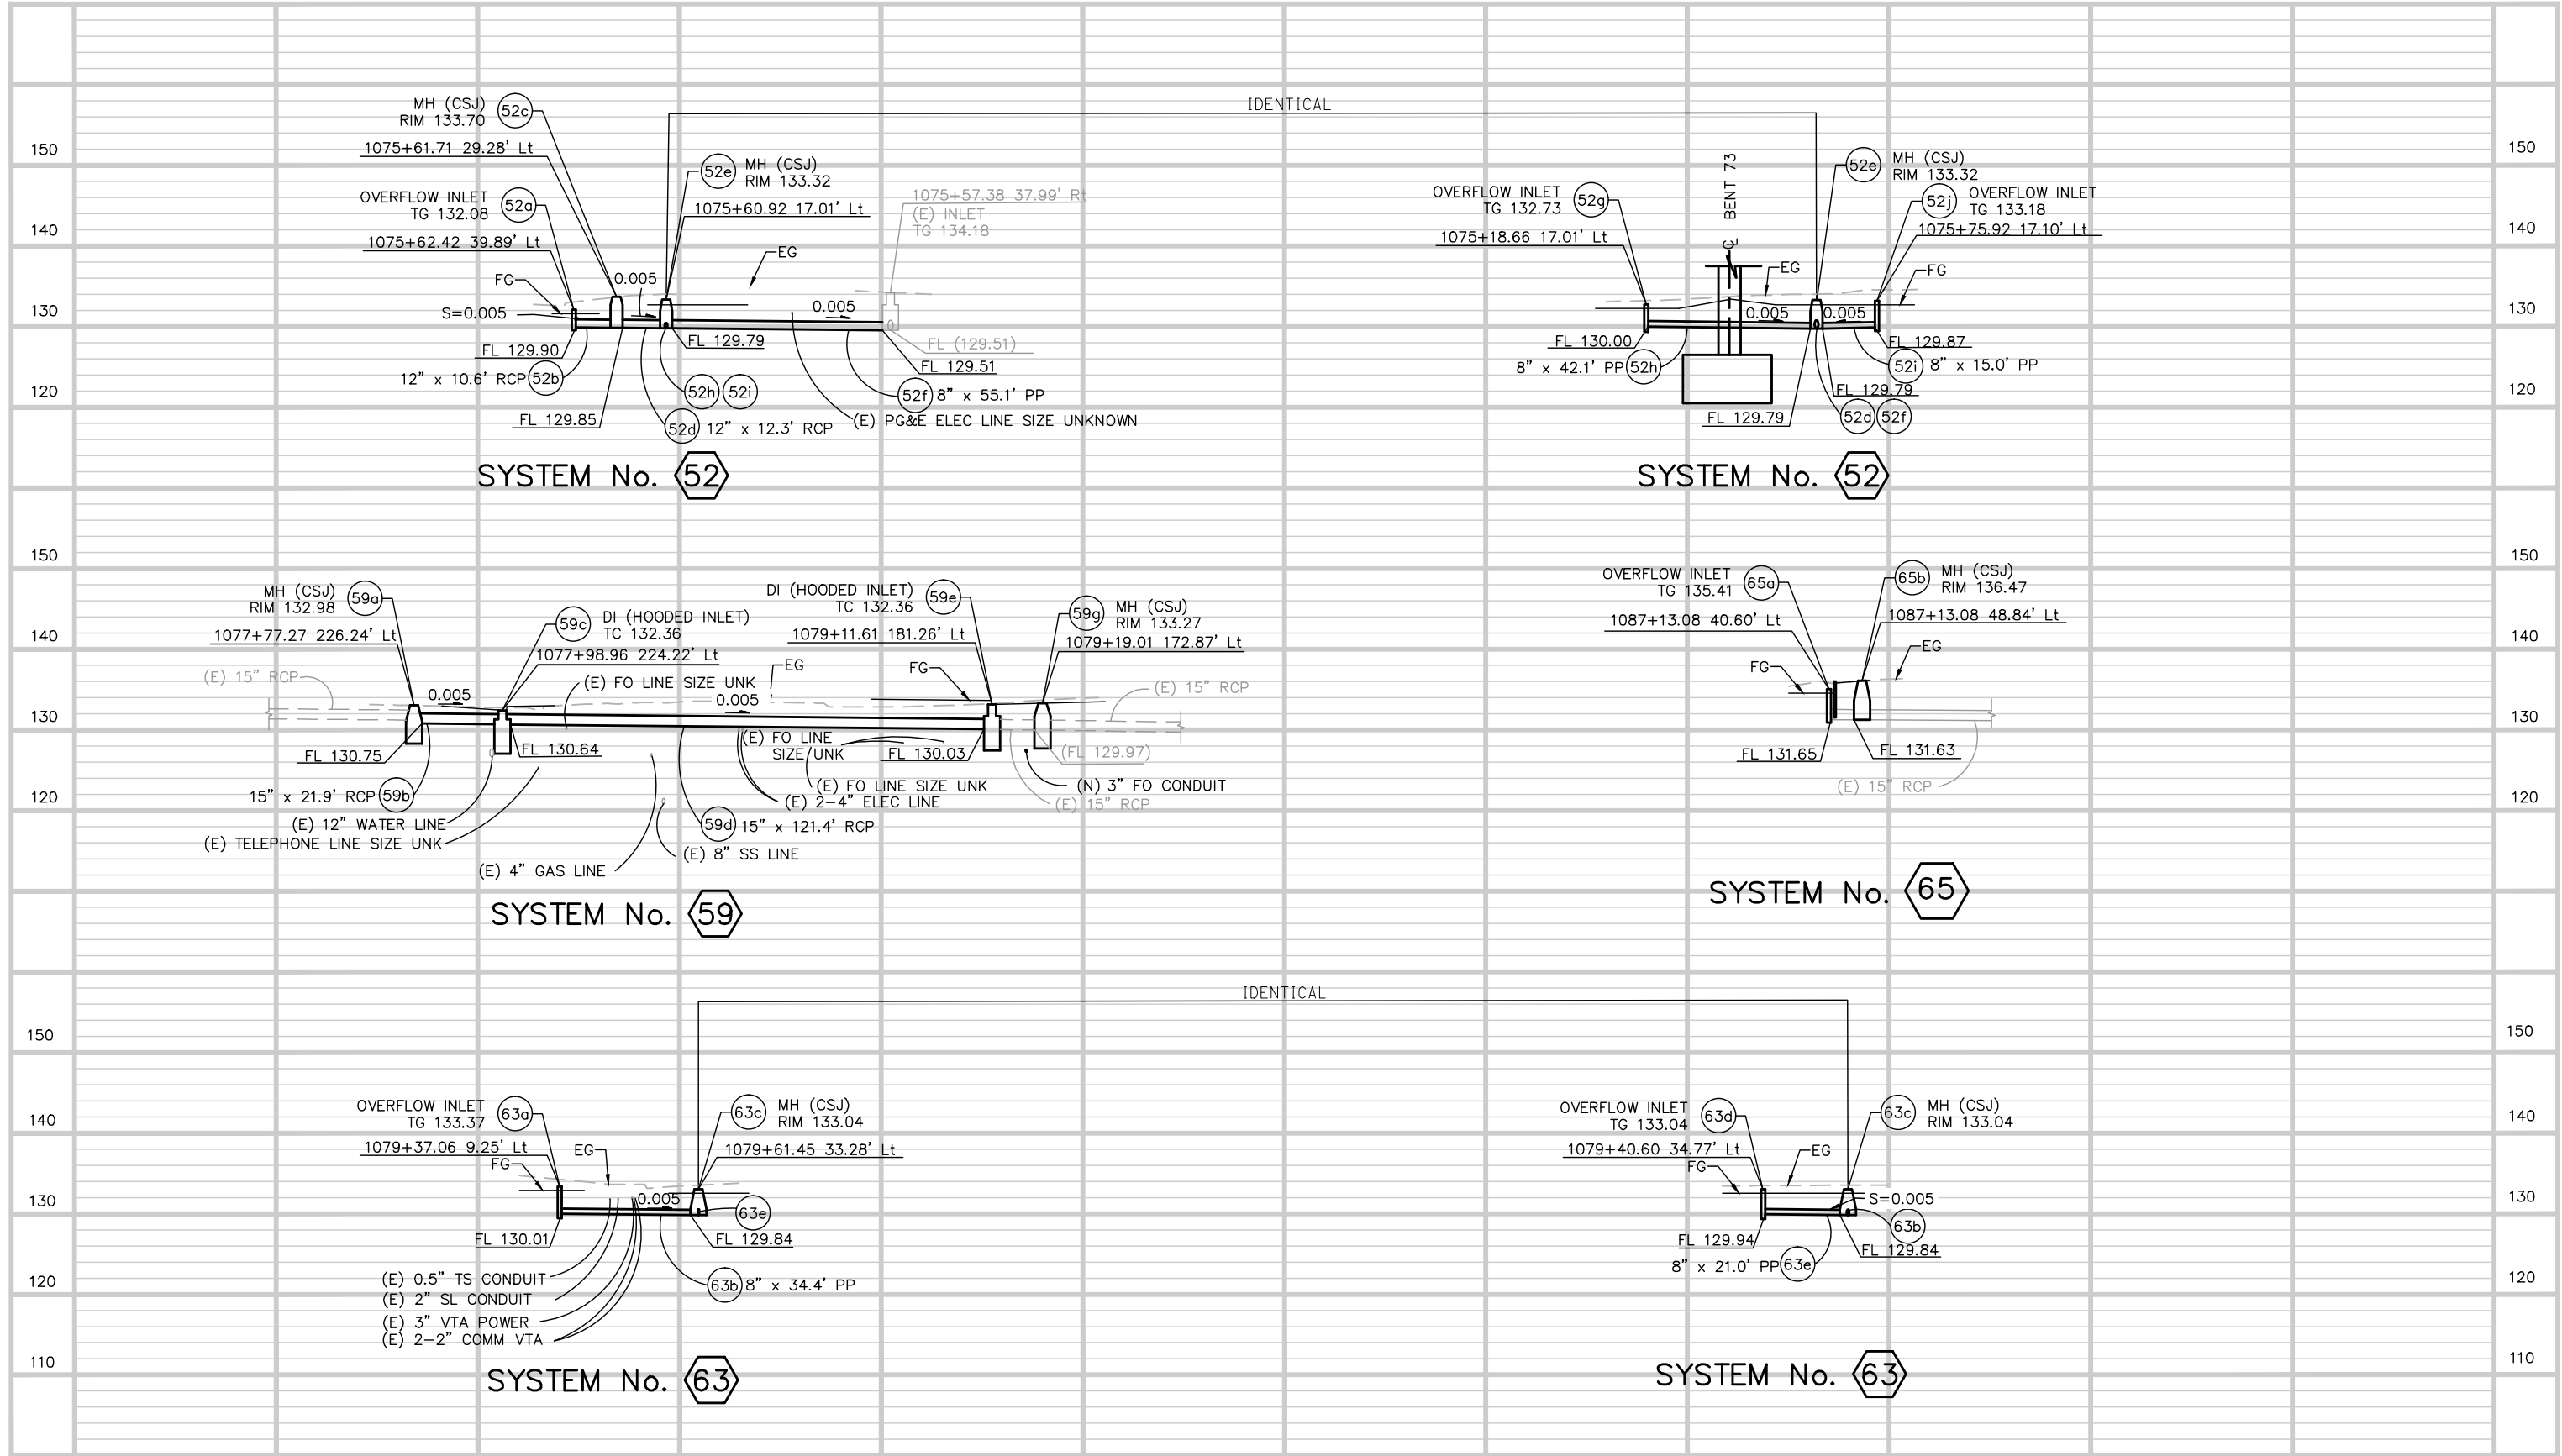 IDENTICAL
MH (CSJ)
RIM 133.70
52c
1075+61.71 29.28' Lt
OVERFLOW INLET
TG 132.08
52a
1075+62.42 39.89' Lt
52e
MH (CSJ)
RIM 133.32
1075+60.92 17.01' Lt
1075+57.38 37.99' Rt
(E) INLET
TG 134.18
EG
FG
0.005
S=0.005
0.005
FL 129.90
FL 129.79
FL (129.51)
FL 129.51
12" x 10.6' RCP
52b
52h
52i
52f
8" x 55.1' PP
FL 129.85
52d
12" x 12.3' RCP
(E) PG&E ELEC LINE SIZE UNKNOWN
SYSTEM No. 52
150
140
130
120
BENT 73
℄
52e
MH (CSJ)
RIM 133.32
OVERFLOW INLET
TG 132.73
52g
1075+18.66 17.01' Lt
52j
OVERFLOW INLET
TG 133.18
1075+75.92 17.10' Lt
EG
FG
0.005
0.005
FL 130.00
FL 129.87
8" x 42.1' PP
52h
52i
8" x 15.0' PP
FL 129.79
FL 129.79
52d
52f
SYSTEM No. 52
150
140
130
120
150
140
130
120
MH (CSJ)
RIM 132.98
59a
1077+77.27 226.24' Lt
59c
DI (HOODED INLET)
TC 132.36
1077+98.96 224.22' Lt
DI (HOODED INLET)
TC 132.36
59e
1079+11.61 181.26' Lt
59g
MH (CSJ)
RIM 133.27
1079+19.01 172.87' Lt
(E) 15" RCP
0.005
(E) FO LINE SIZE UNK
EG
0.005
FG
(E) 15" RCP
FL 130.75
FL 130.64
(E) FO LINE
SIZE UNK
FL 130.03
(FL 129.97)
15" x 21.9' RCP
59b
(E) FO LINE SIZE UNK
(N) 3" FO CONDUIT
(E) 2-4" ELEC LINE
(E) 15" RCP
(E) 12" WATER LINE
59d
15" x 121.4' RCP
(E) TELEPHONE LINE SIZE UNK
(E) 8" SS LINE
(E) 4" GAS LINE
SYSTEM No. 59
OVERFLOW INLET
TG 135.41
65a
65b
MH (CSJ)
RIM 136.47
1087+13.08 40.60' Lt
1087+13.08 48.84' Lt
EG
FG
FL 131.65
FL 131.63
(E) 15" RCP
SYSTEM No. 65
150
140
130
120
IDENTICAL
150
140
130
120
110
OVERFLOW INLET
TG 133.37
63a
1079+37.06 9.25' Lt
63c
MH (CSJ)
RIM 133.04
1079+61.45 33.28' Lt
EG
FG
0.005
63e
FL 130.01
FL 129.84
(E) 0.5" TS CONDUIT
63b
8" x 34.4' PP
(E) 2" SL CONDUIT
(E) 3" VTA POWER
(E) 2-2" COMM VTA
SYSTEM No. 63
OVERFLOW INLET
TG 133.04
63d
63c
MH (CSJ)
RIM 133.04
1079+40.60 34.77' Lt
EG
FG
S=0.005
63b
FL 129.94
FL 129.84
8" x 21.0' PP
63e
SYSTEM No. 63
150
140
130
120
110